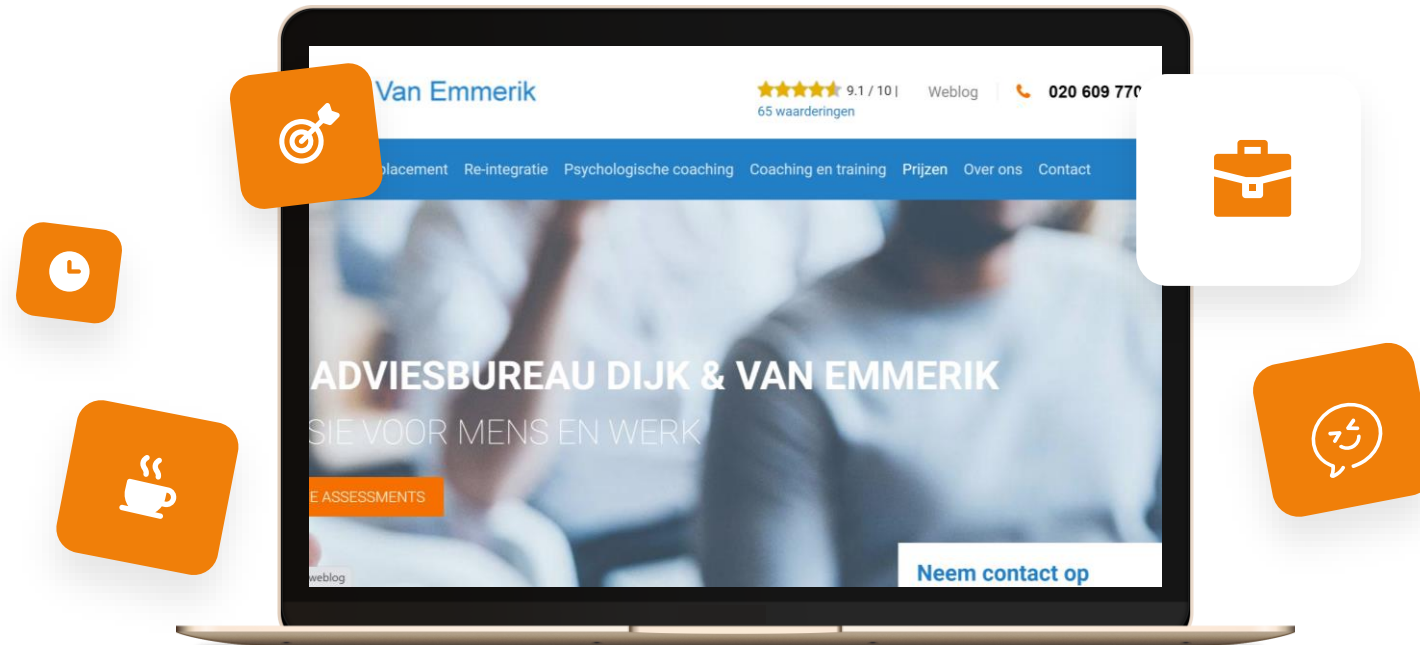 Van Emmerik
9.1 / 10 |
65 waarderingen
Weblog
020 609 770
placement Re-integratie Psychologische coaching Coaching en training Prijzen Over ons Contact
ADVIESBUREAU DIJK & VAN EMMERIK
SIE VOOR MENS EN WERK
E ASSESSMENTS
weblog
Neem contact op